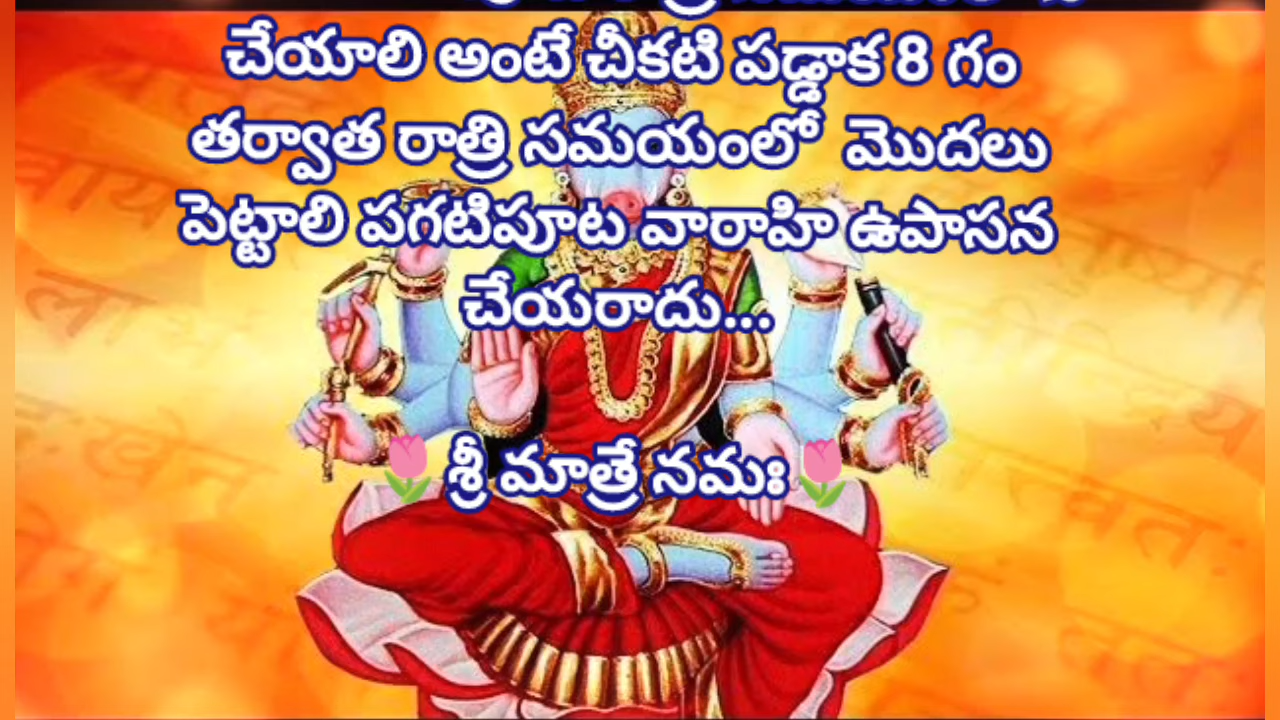 చేయాలి అంటే చీకటి పడ్డాక 8 గం
తర్వాత రాత్రి సమయంలో మొదలు
పెట్టాలి పగటిపూట వారాహి ఉపాసన
చేయరాదు...
🌷శ్రీ మాత్రే నమః🌷